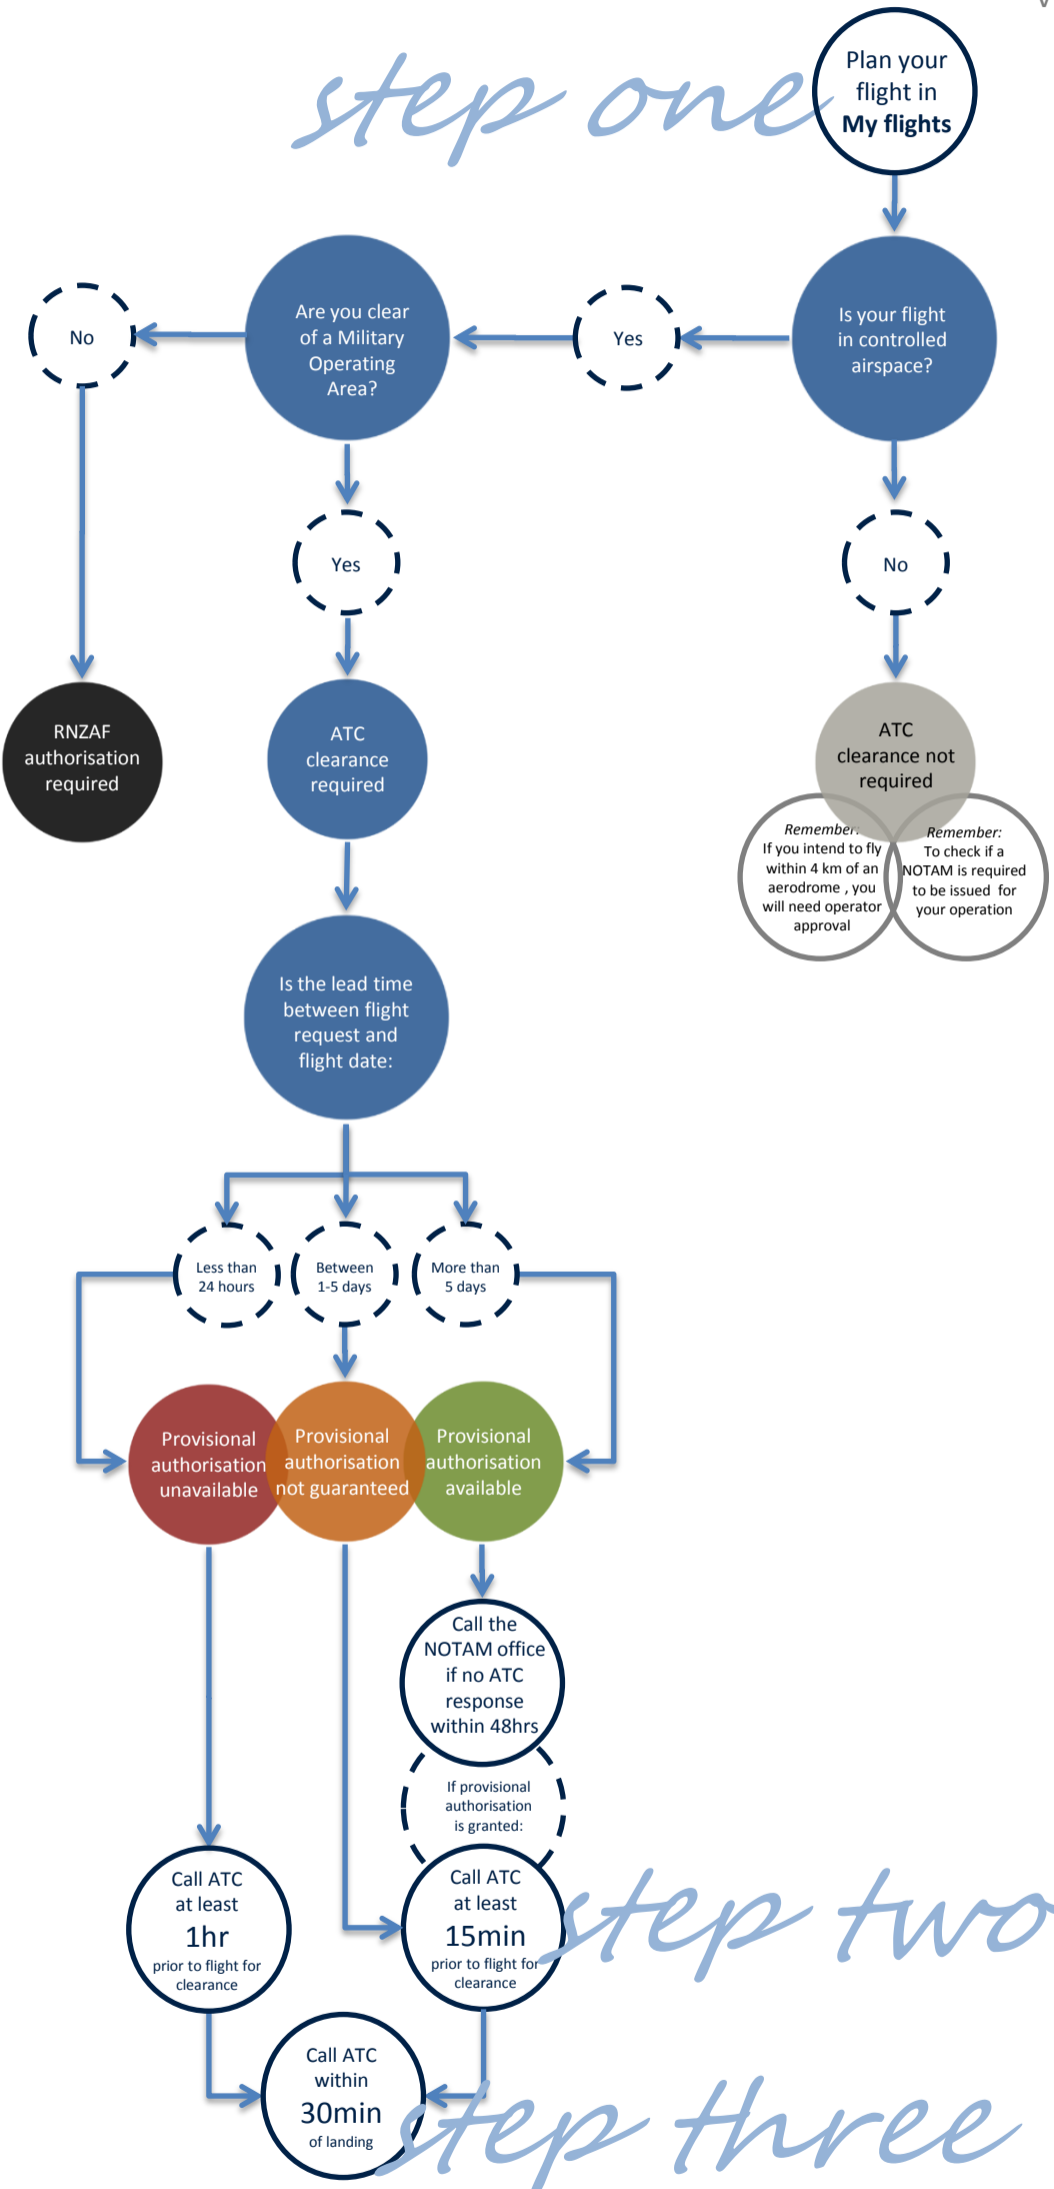 step one
Plan your
flight in
My flights
Is your flight
in controlled
airspace?
Yes
Are you clear
of a Military
Operating
Area?
No
Yes
No
RNZAF
authorisation
required
ATC
clearance
required
ATC
clearance not
required
Remember:
If you intend to fly
within 4 km of an
aerodrome , you
will need operator
approval
Remember:
To check if a
NOTAM is required
to be issued for
your operation
Is the lead time
between flight
request and
flight date:
Less than
24 hours
Between
1-5 days
More than
5 days
Provisional
authorisation
unavailable
Provisional
authorisation
not guaranteed
Provisional
authorisation
available
Call the
NOTAM office
if no ATC
response
within 48hrs
If provisional
authorisation
is granted:
step two
Call ATC
at least
1hr
prior to flight for
clearance
Call ATC
at least
15min
prior to flight for
clearance
step three
Call ATC
within
30min
of landing